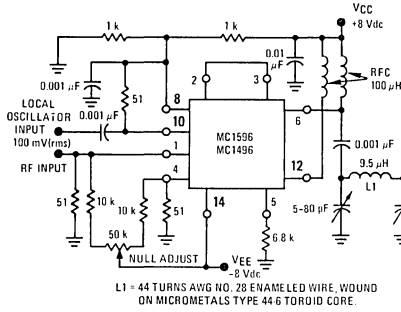 VCC
+8 Vdc
1 k
1 k
0.01
µF
0.001 µF
51
2
3
RFC
100 µH
LOCAL
OSCILLATOR
INPUT
100 mV(rms)
0.001 µF
8
10
MC1596
MC1496
6
RF INPUT
1
12
0.001 µF
9.5 µH
L1
4
51
10 k
10 k
51
14
5
5-80 pF
50 k
6.8 k
NULL ADJUST
VEE
-8 Vdc
L1 = 44 TURNS AWG NO. 28 ENAMELED WIRE, WOUND
ON MICROMETALS TYPE 44-6 TOROID CORE.